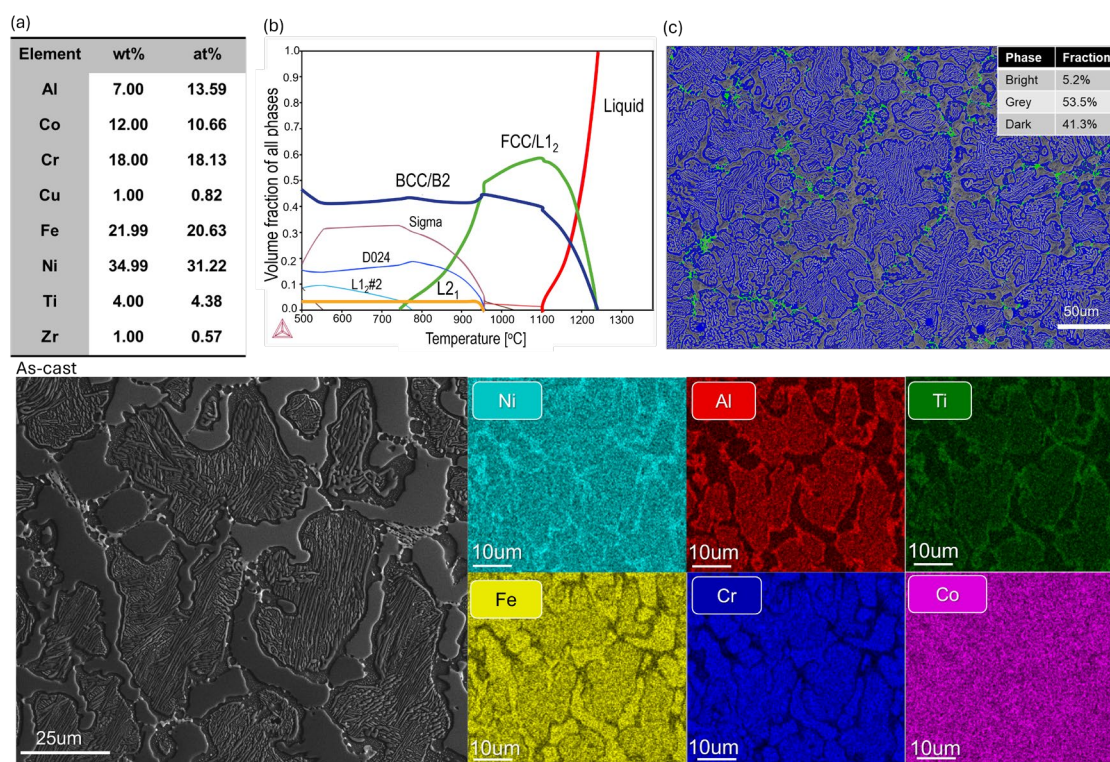 (a)
Element wt% at%
Al 7.00 13.59
Co 12.00 10.66
Cr 18.00 18.13
Cu 1.00 0.82
Fe 21.99 20.63
Ni 34.99 31.22
Ti 4.00 4.38
Zr 1.00 0.57
(b)
Volume fraction of all phases
1.0
0.9
0.8
0.7
0.6
0.5
0.4
0.3
0.2
0.1
0.0
Liquid
FCC/L1₂
BCC/B2
Sigma
D024
L1₂#2
L2₁
500 600 700 800 900 1000 1100 1200 1300
Temperature [°C]
(c)
Phase Fraction
Bright 5.2%
Grey 53.5%
Dark 41.3%
50um
As-cast
25um
Ni
10um
Al
10um
Ti
10um
Fe
10um
Cr
10um
Co
10um